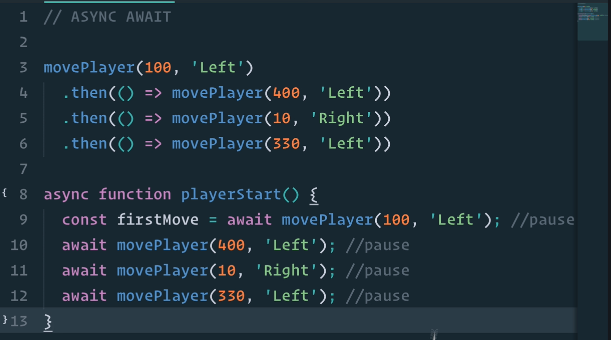 1 // ASYNC AWAIT
2
3 movePlayer(100, 'Left')
4   .then(() => movePlayer(400, 'Left'))
5   .then(() => movePlayer(10, 'Right'))
6   .then(() => movePlayer(330, 'Left'))
7
8 async function playerStart() {
9   const firstMove = await movePlayer(100, 'Left'); //pause
10   await movePlayer(400, 'Left'); //pause
11   await movePlayer(10, 'Right'); //pause
12   await movePlayer(330, 'Left'); //pause
13 }